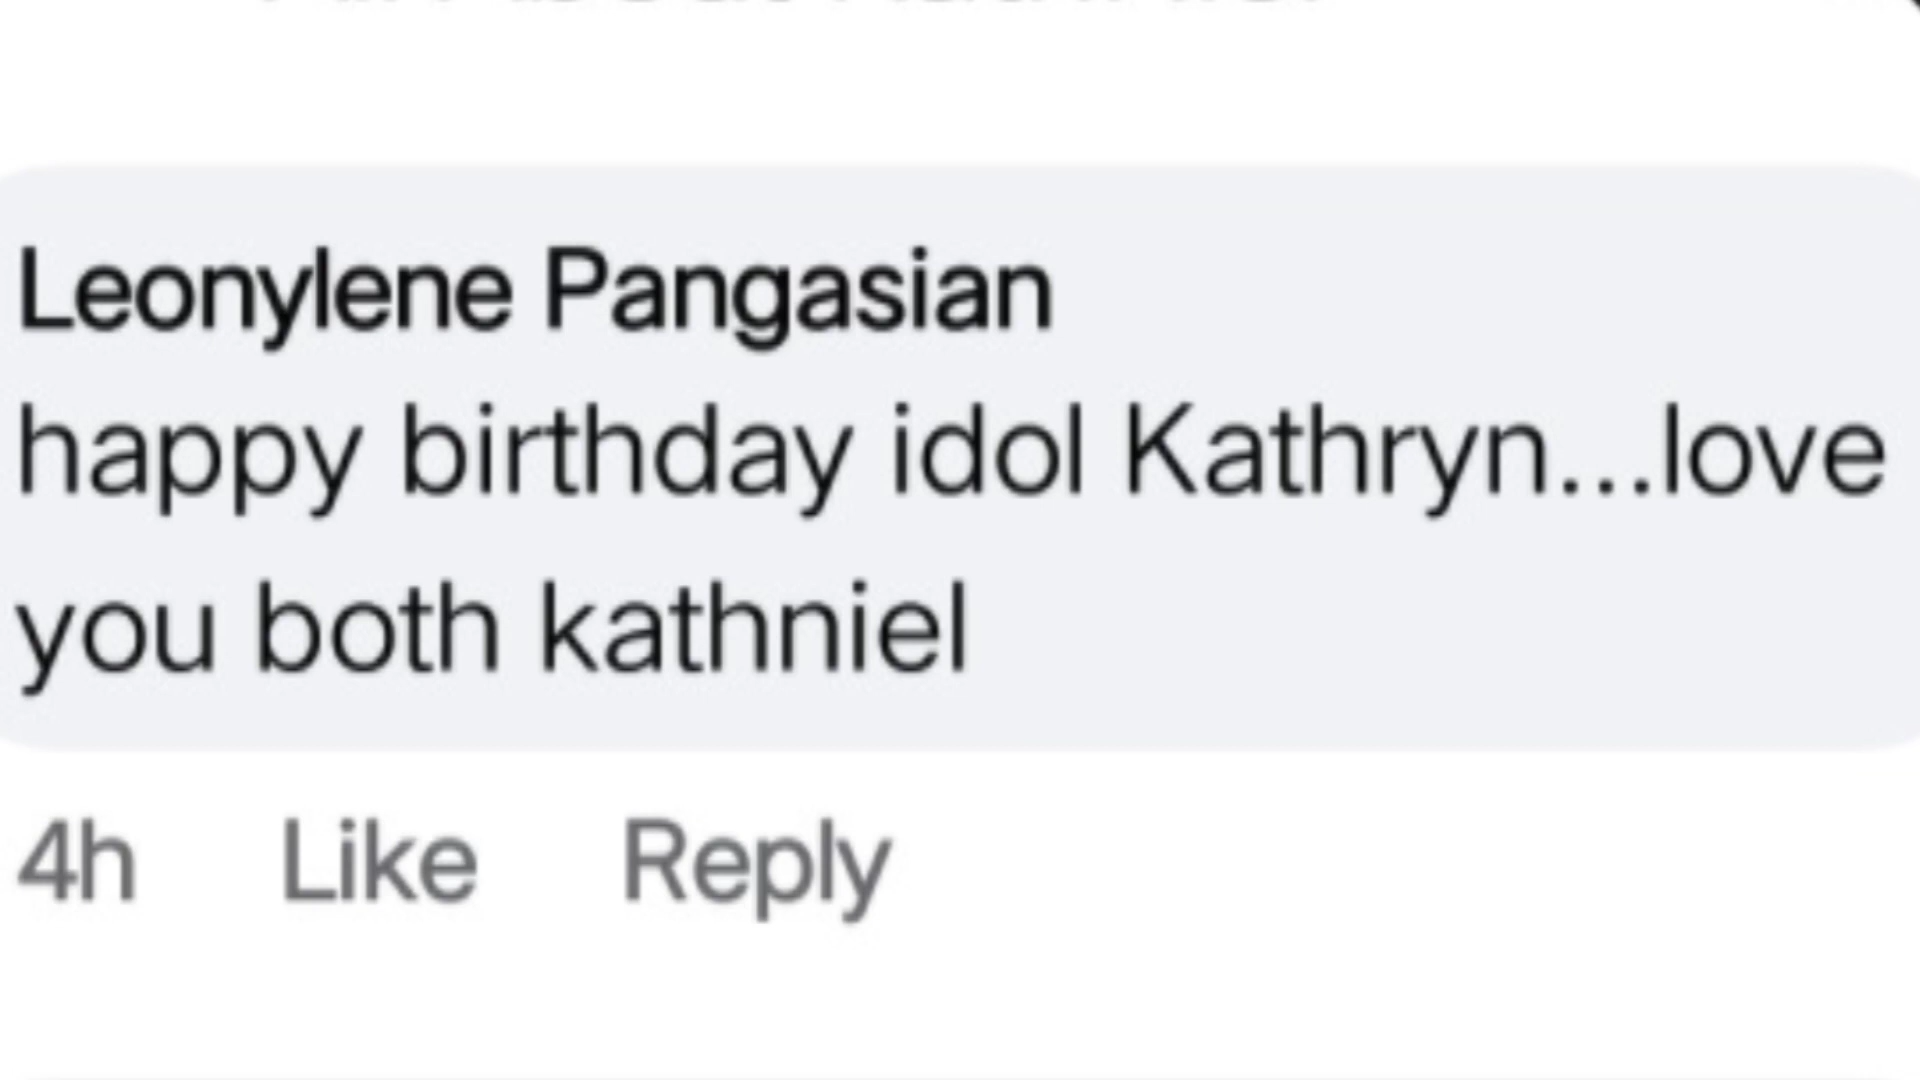 Leonylene Pangasian
happy birthday idol Kathryn...love
you both kathniel
4h Like Reply